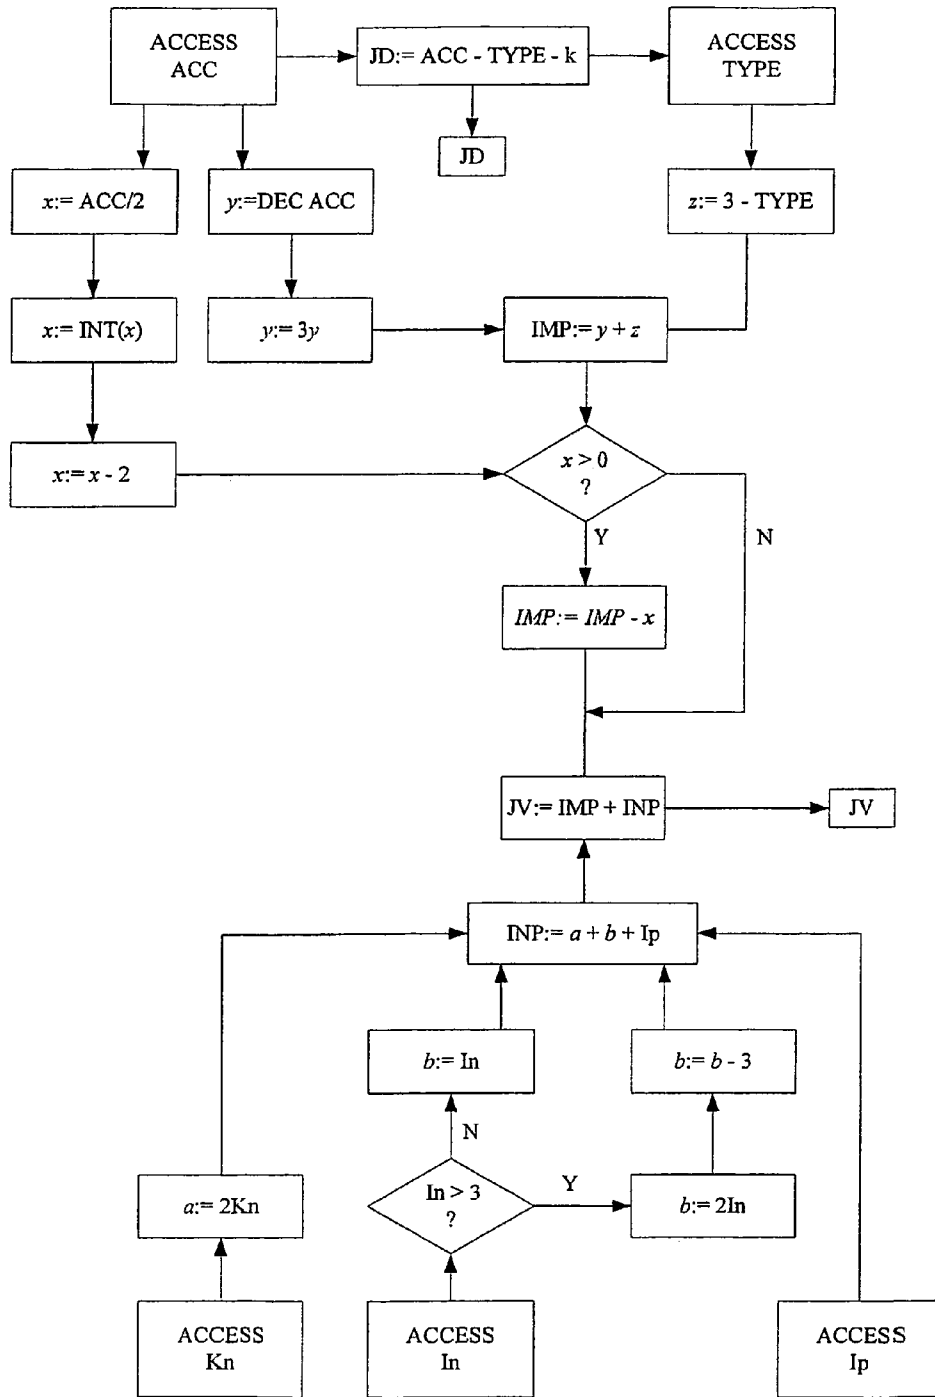 ACCESS
ACC
JD:= ACC - TYPE - k
ACCESS
TYPE
JD
x:= ACC/2
y:=DEC ACC
z:= 3 - TYPE
x:= INT(x)
y:= 3y
IMP:= y + z
x:= x - 2
x > 0
?
Y
N
IMP:= IMP - x
JV:= IMP + INP
JV
INP:= a + b + Ip
b:= In
b:= b - 3
N
a:= 2Kn
In > 3
?
Y
b:= 2In
ACCESS
Kn
ACCESS
In
ACCESS
Ip